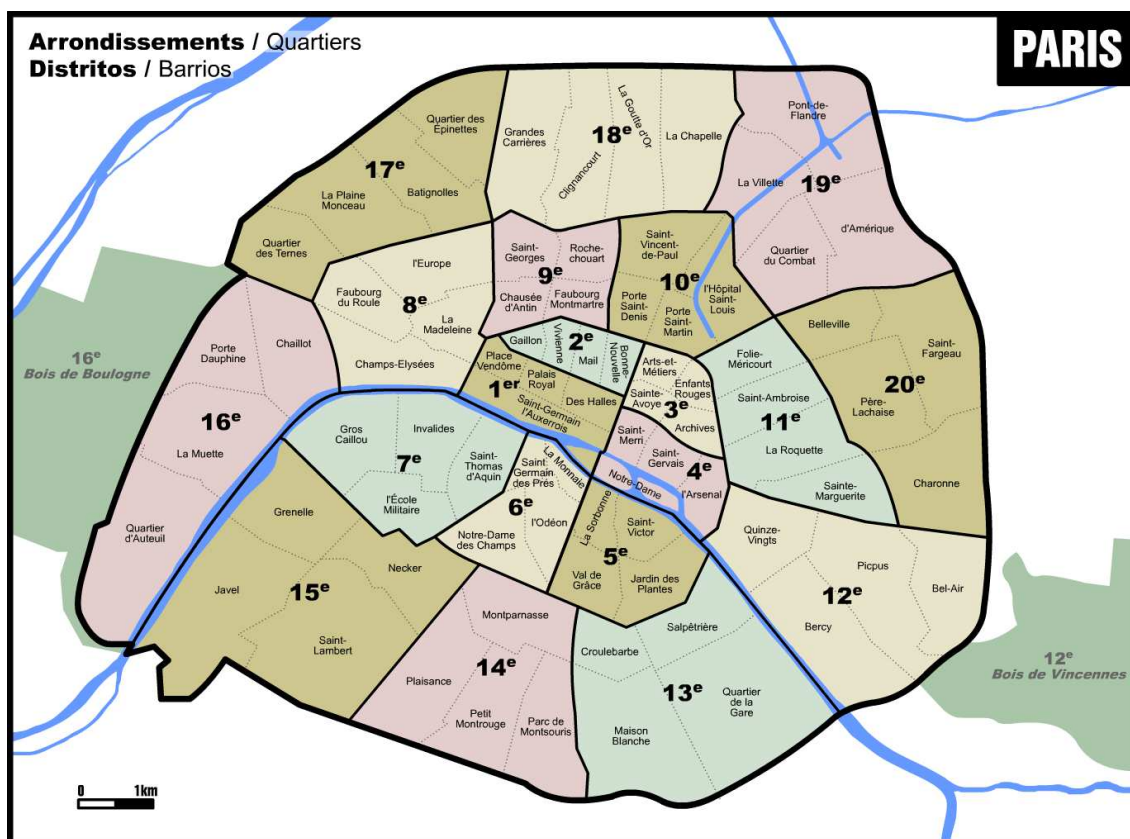 Arrondissements / Quartiers
Distritos / Barrios
PARIS
Pont-de-
Flandre
La Villette
19e
d'Amérique
Quartier
du Combat
Grandes
Carrières
Clignancourt
18e
La Goutte d'Or
La Chapelle
Quartier des
Épinettes
17e
La Plaine
Monceau
Batignolles
Quartier
des Ternes
l'Europe
Faubourg
du Roule
8e
La
Madeleine
Champs-Elysées
Saint-
Georges
Roche-
chouart
9e
Chausée
d'Antin
Faubourg
Montmartre
Saint-
Vincent-
de-Paul
10e
l'Hôpital
Saint-
Louis
Porte
Saint-
Denis
Porte
Saint-
Martin
Gaillon
Vivienne
2e
Mail
Bonne-
Nouvelle
Place
Vendôme
Palais
Royal
1er
Des Halles
Saint-Germain
l'Auxerrois
Arts-et-
Métiers
Enfants
Rouges
Sainte-
Avoye
3e
Archives
Saint-
Merri
Saint-
Gervais
4e
Notre-Dame
l'Arsenal
Folie-
Méricourt
Saint-Ambroise
11e
La Roquette
Sainte-
Marguerite
Belleville
Saint-
Fargeau
20e
Père-
Lachaise
Charonne
16e
Bois de Boulogne
Porte
Dauphine
Chaillot
16e
La Muette
Quartier
d'Auteuil
Gros
Caillou
Invalides
7e
Saint-
Thomas
d'Aquin
l'École
Militaire
La Monnaie
Saint
Germain
des Prés
6e
l'Odéon
Notre-Dame
des Champs
La Sorbonne
Saint-
Victor
5e
Val de
Grâce
Jardin des
Plantes
Quinze-
Vingts
Picpus
Bel-Air
12e
Bercy
12e
Bois de Vincennes
Grenelle
Necker
Javel
15e
Saint-
Lambert
Montparnasse
14e
Plaisance
Petit
Montrouge
Parc de
Montsouris
Salpêtrière
Croulebarbe
13e
Quartier
de la
Gare
Maison
Blanche
0 1km